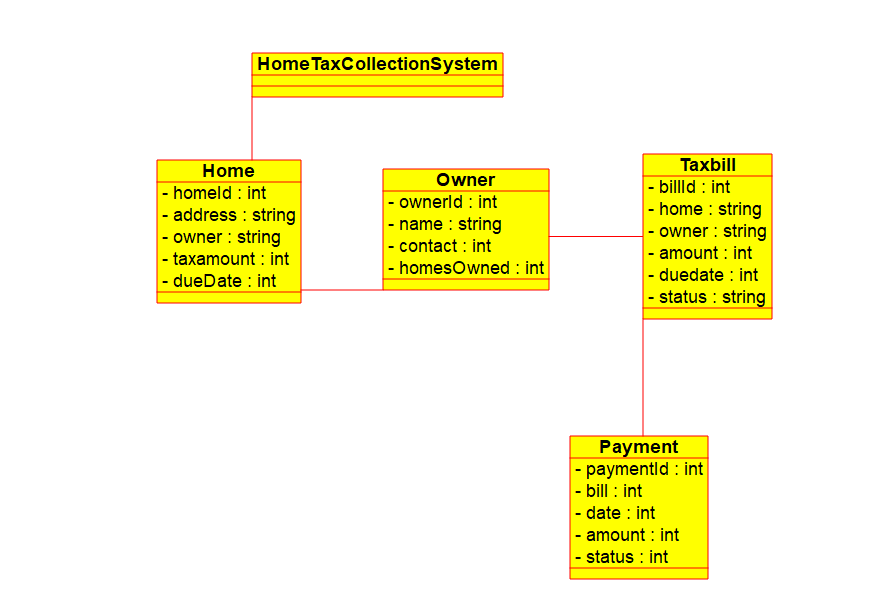 HomeTaxCollectionSystem
Home
- homeId : int
- address : string
- owner : string
- taxamount : int
- dueDate : int
Owner
- ownerId : int
- name : string
- contact : int
- homesOwned : int
Taxbill
- billId : int
- home : string
- owner : string
- amount : int
- duedate : int
- status : string
Payment
- paymentId : int
- bill : int
- date : int
- amount : int
- status : int